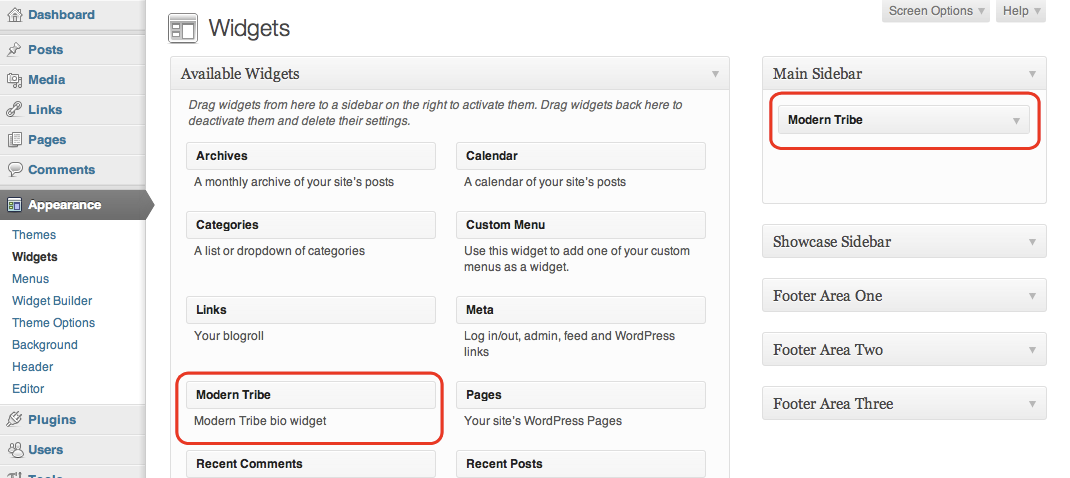 Dashboard
Posts
Media
Links
Pages
Comments
Appearance
Themes
Widgets
Menus
Widget Builder
Theme Options
Background
Header
Editor
Plugins
Users
Tools
Screen Options
Help
Widgets
Available Widgets
Drag widgets from here to a sidebar on the right to activate them. Drag widgets back here to
deactivate them and delete their settings.
Archives
A monthly archive of your site's posts
Calendar
A calendar of your site's posts
Categories
A list or dropdown of categories
Custom Menu
Use this widget to add one of your custom
menus as a widget.
Links
Your blogroll
Meta
Log in/out, admin, feed and WordPress
links
Modern Tribe
Modern Tribe bio widget
Pages
Your site's WordPress Pages
Recent Comments
Recent Posts
Main Sidebar
Modern Tribe
Showcase Sidebar
Footer Area One
Footer Area Two
Footer Area Three